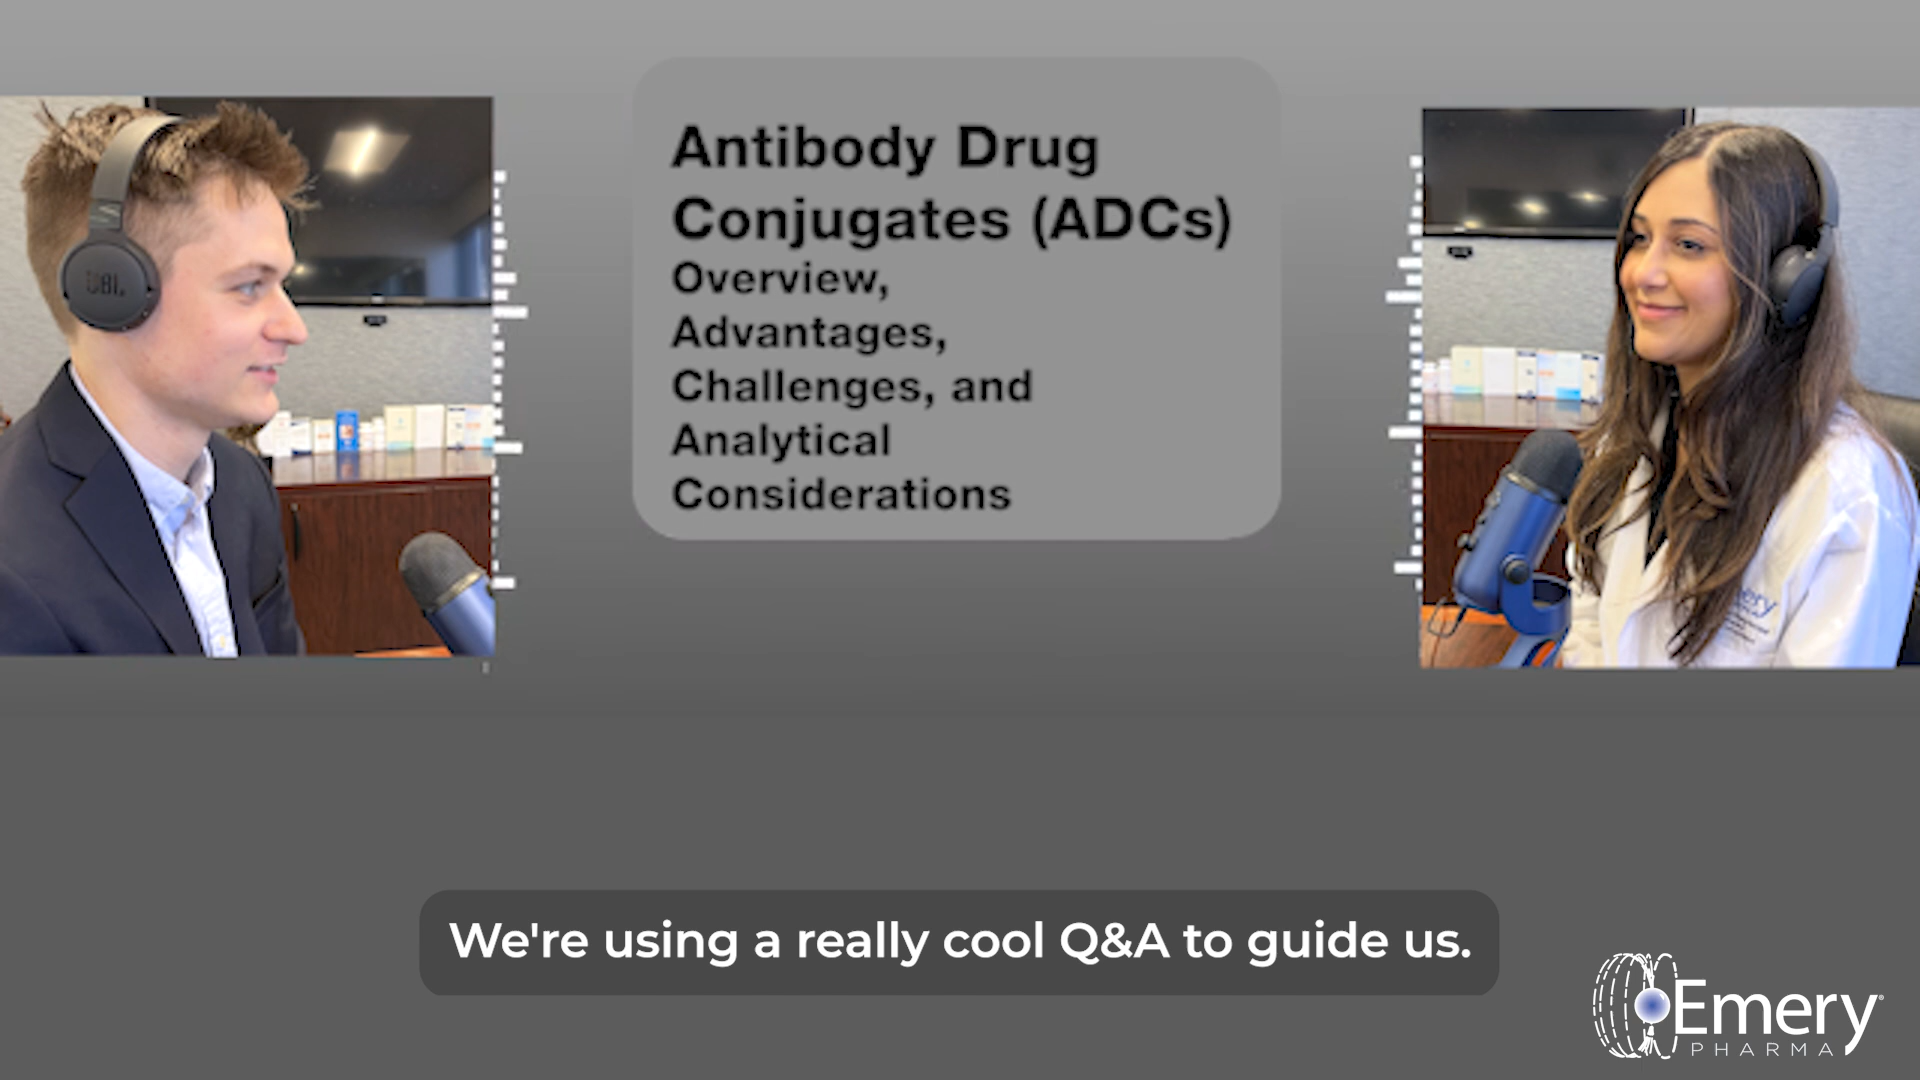 Antibody Drug
Conjugates (ADCs)
Overview,
Advantages,
Challenges, and
Analytical
Considerations
JBL
We're using a really cool Q&A to guide us.
Emery
PHARMA